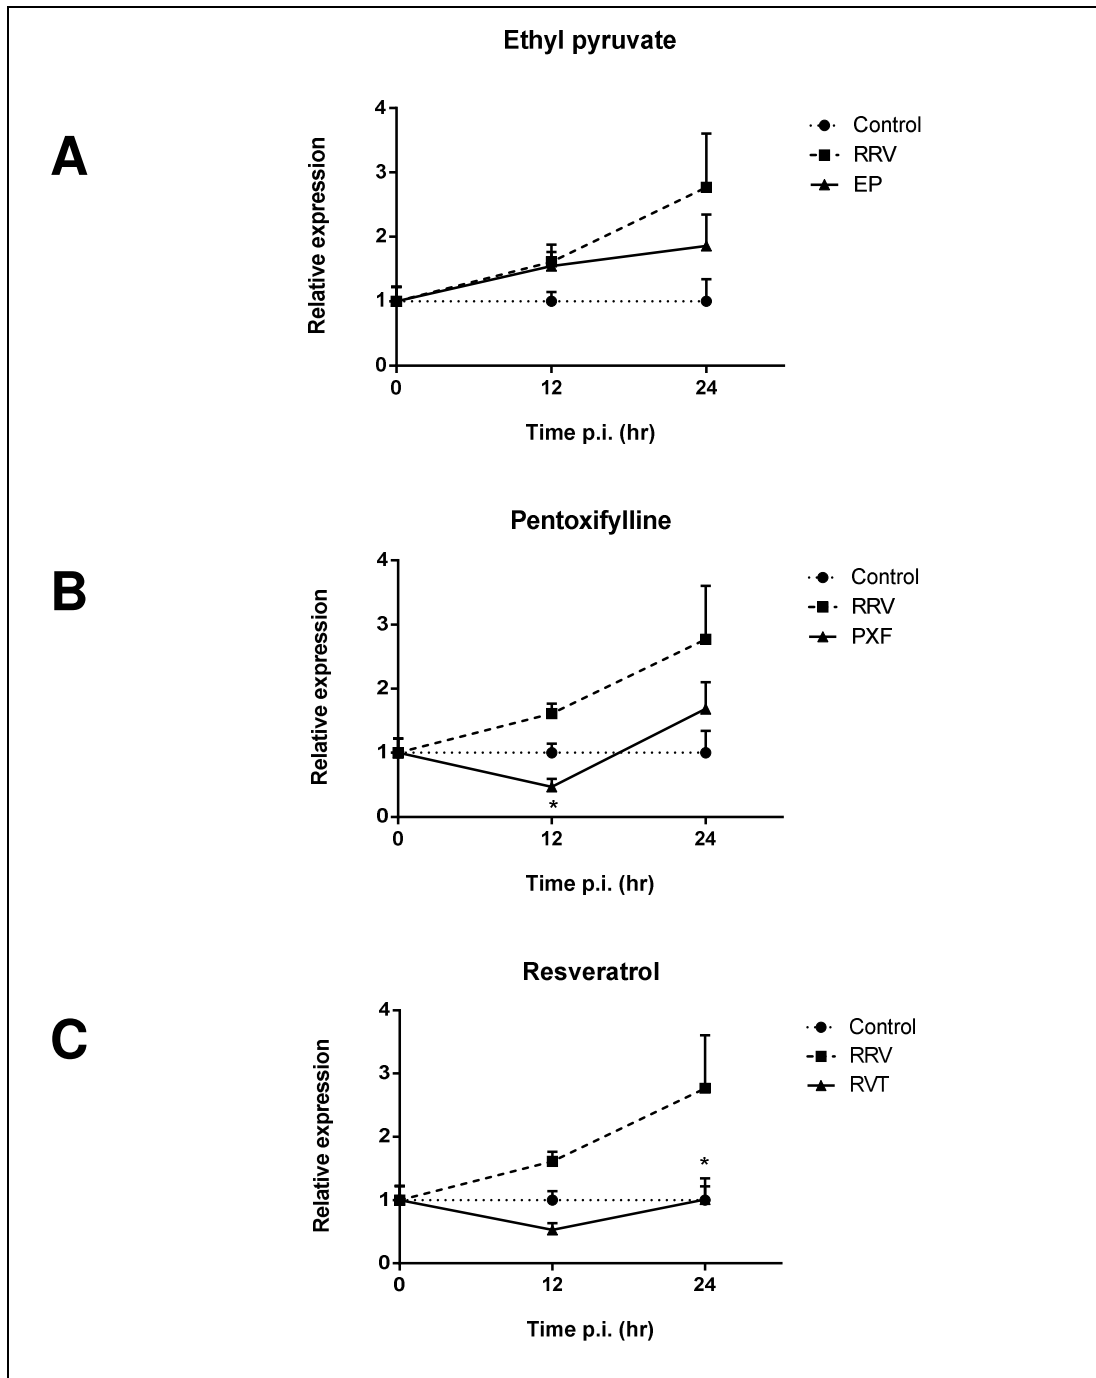 Ethyl pyruvate
A
4
3
2
1
0
Relative expression
0 12 24
Time p.i. (hr)
Control
RRV
EP
Pentoxifylline
B
4
3
2
1
0
Relative expression
*
0 12 24
Time p.i. (hr)
Control
RRV
PXF
Resveratrol
C
4
3
2
1
0
Relative expression
*
0 12 24
Time p.i. (hr)
Control
RRV
RVT